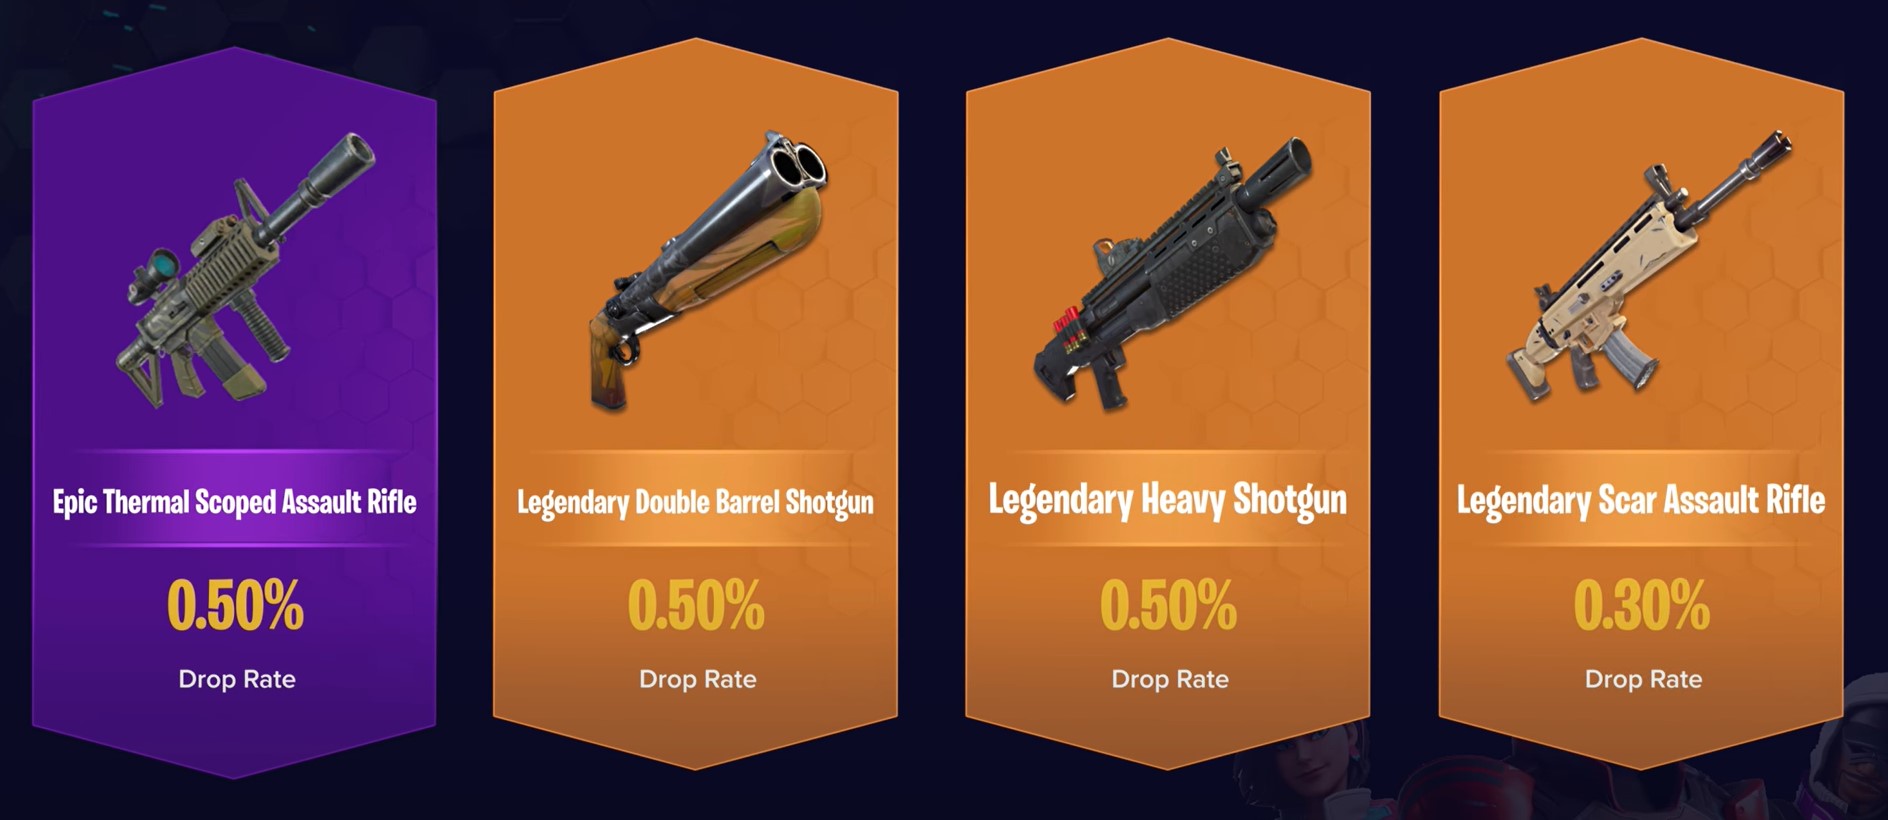 Epic Thermal Scoped Assault Rifle
0.50%
Drop Rate
Legendary Double Barrel Shotgun
0.50%
Drop Rate
Legendary Heavy Shotgun
0.50%
Drop Rate
Legendary Scar Assault Rifle
0.30%
Drop Rate